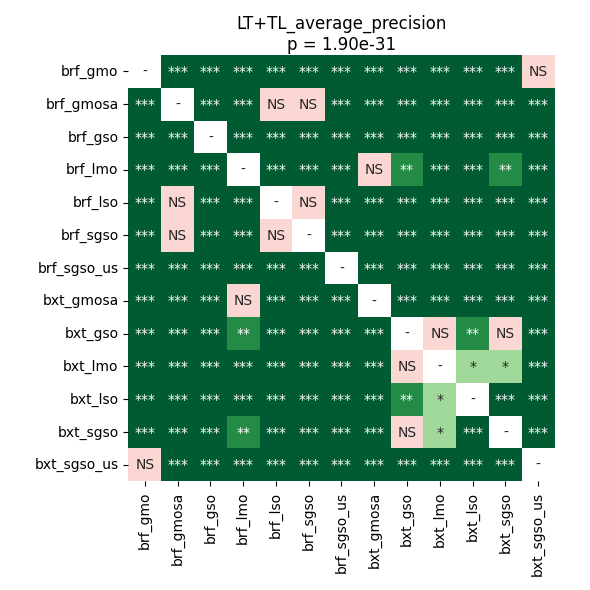 LT+TL_average_precision
p = 1.90e-31
brf_gmo - *** *** *** *** *** *** *** *** *** *** *** NS
brf_gmosa *** - *** *** NS NS *** *** *** *** *** *** ***
brf_gso *** *** - *** *** *** *** *** *** *** *** *** ***
brf_lmo *** *** *** - *** *** *** NS ** *** *** ** ***
brf_lso *** NS *** *** - NS *** *** *** *** *** *** ***
brf_sgso *** NS *** *** NS - *** *** *** *** *** *** ***
brf_sgso_us *** *** *** *** *** *** - *** *** *** *** *** ***
bxt_gmosa *** *** *** NS *** *** *** - *** *** *** *** ***
bxt_gso *** *** *** ** *** *** *** *** - NS ** NS ***
bxt_lmo *** *** *** *** *** *** *** *** NS - * * ***
bxt_lso *** *** *** *** *** *** *** *** ** * - *** ***
bxt_sgso *** *** *** ** *** *** *** *** NS * *** - ***
bxt_sgso_us NS *** *** *** *** *** *** *** *** *** *** *** -
brf_gmo
brf_gmosa
brf_gso
brf_lmo
brf_lso
brf_sgso
brf_sgso_us
bxt_gmosa
bxt_gso
bxt_lmo
bxt_lso
bxt_sgso
bxt_sgso_us